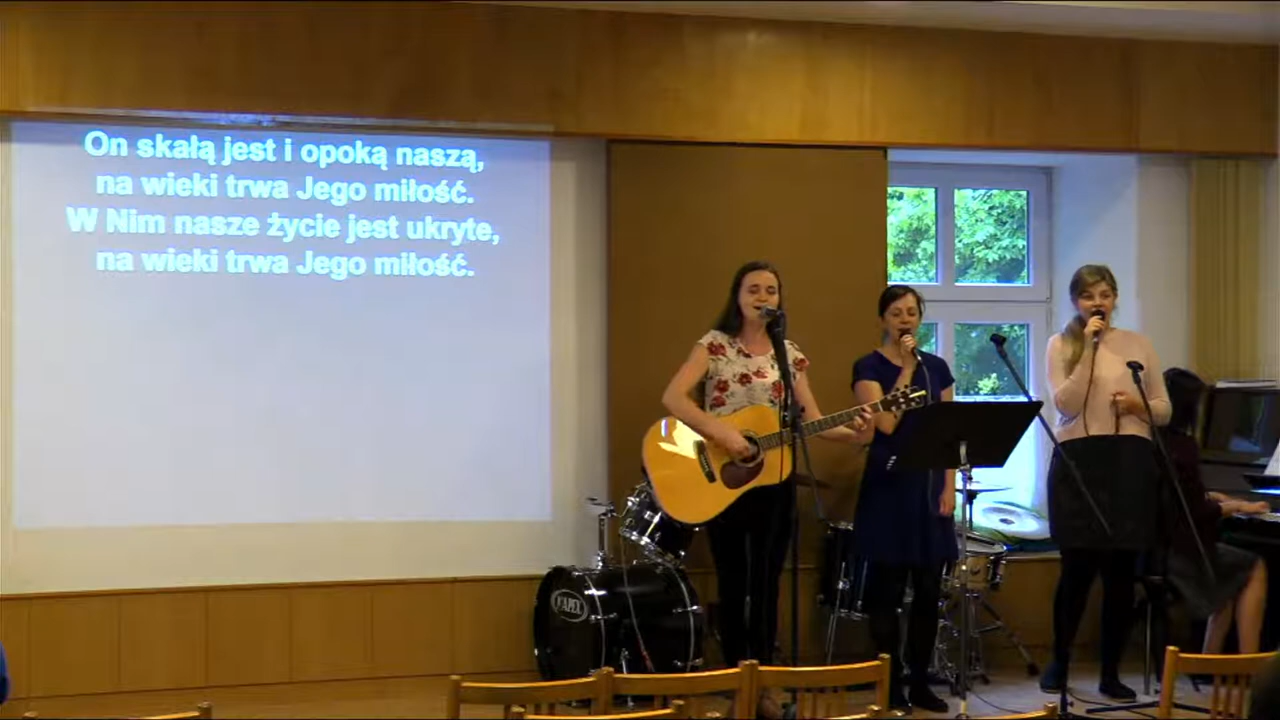 On skałą jest i opoką naszą,
na wieki trwa Jego miłość.
W Nim nasze życie jest ukryte,
na wieki trwa Jego miłość.